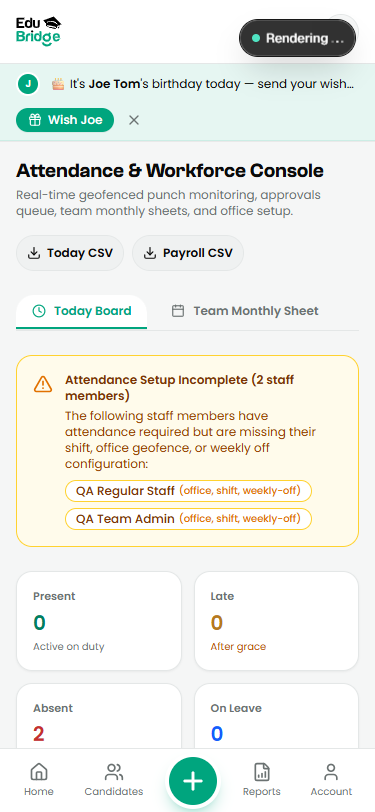 Edu
Bridge
Rendering ...
J
🎂 It's Joe Tom's birthday today — send your wish…
Wish Joe
Attendance & Workforce Console
Real-time geofenced punch monitoring, approvals
queue, team monthly sheets, and office setup.
Today CSV
Payroll CSV
Today Board
Team Monthly Sheet
Attendance Setup Incomplete (2 staff
members)
The following staff members have
attendance required but are missing their
shift, office geofence, or weekly off
configuration:
QA Regular Staff (office, shift, weekly-off)
QA Team Admin (office, shift, weekly-off)
Present
0
Active on duty
Late
0
After grace
Absent
2
On Leave
0
Home
Candidates
Reports
Account